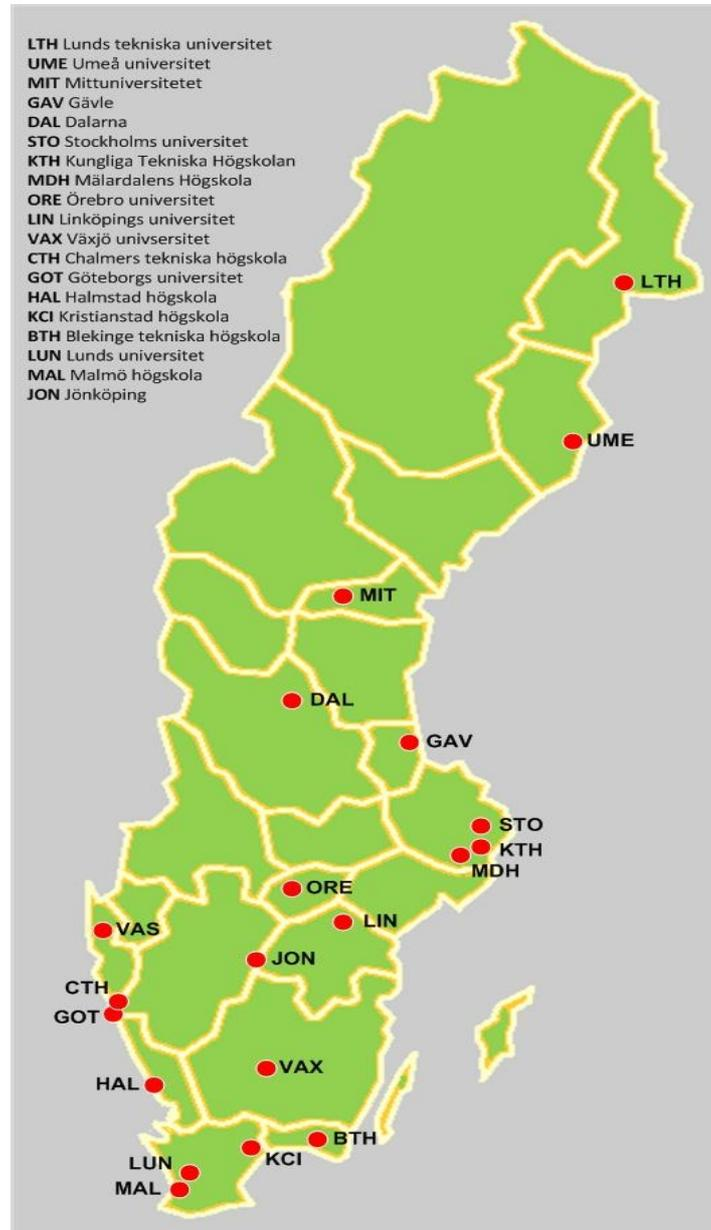 LTH Lunds tekniska universitet
UME Umeå universitet
MIT Mittuniversitetet
GAV Gävle
DAL Dalarna
STO Stockholms universitet
KTH Kungliga Tekniska Högskolan
MDH Mälardalens Högskola
ORE Örebro universitet
LIN Linköpings universitet
VAX Växjö univsersitet
CTH Chalmers tekniska högskola
GOT Göteborgs universitet
HAL Halmstad högskola
KCI Kristianstad högskola
BTH Blekinge tekniska högskola
LUN Lunds universitet
MAL Malmö högskola
JON Jönköping
LTH
UME
MIT
DAL
GAV
STO
KTH
MDH
ORE
LIN
VAS
JON
CTH
GOT
VAX
HAL
BTH
KCI
LUN
MAL